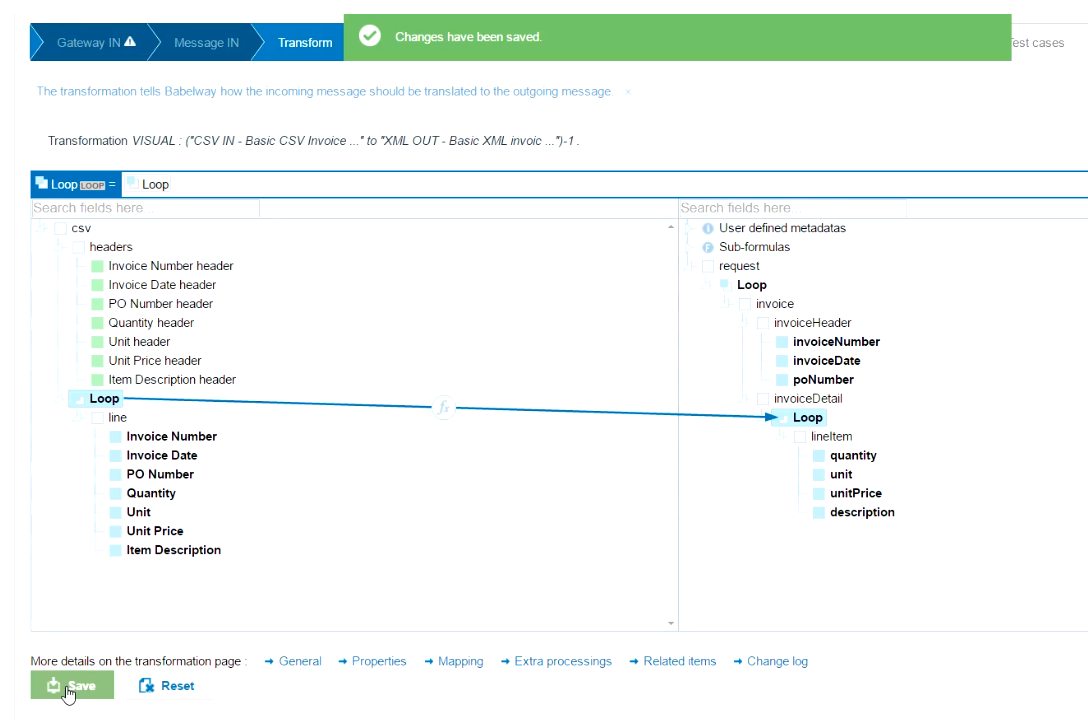 Gateway IN Message IN Transform Changes have been saved. Test cases
The transformation tells Babelway how the incoming message should be translated to the outgoing message ×
Transformation VISUAL : ("CSV IN - Basic CSV Invoice ..." to "XML OUT - Basic XML invoic ...")-1 .
Loop LOOP = Loop
Search fields here...
csv
headers
Invoice Number header
Invoice Date header
PO Number header
Quantity header
Unit header
Unit Price header
Item Description header
Loop
line
Invoice Number
Invoice Date
PO Number
Quantity
Unit
Unit Price
Item Description
fx
Search fields here...
User defined metadatas
Sub-formulas
request
Loop
invoice
invoiceHeader
invoiceNumber
invoiceDate
poNumber
invoiceDetail
Loop
lineItem
quantity
unit
unitPrice
description
More details on the transformation page : → General → Properties → Mapping → Extra processings → Related items → Change log
Save Reset